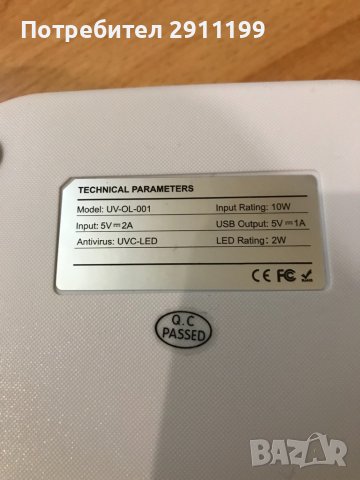 Потребител 2911199
TECHNICAL PARAMETERS
Model: UV-OL-001
Input Rating: 10W
Input: 5V⎓2A
USB Output: 5V⎓1A
Antivirus: UVC-LED
LED Rating: 2W
CE FC
Q.C
PASSED
BAZAR